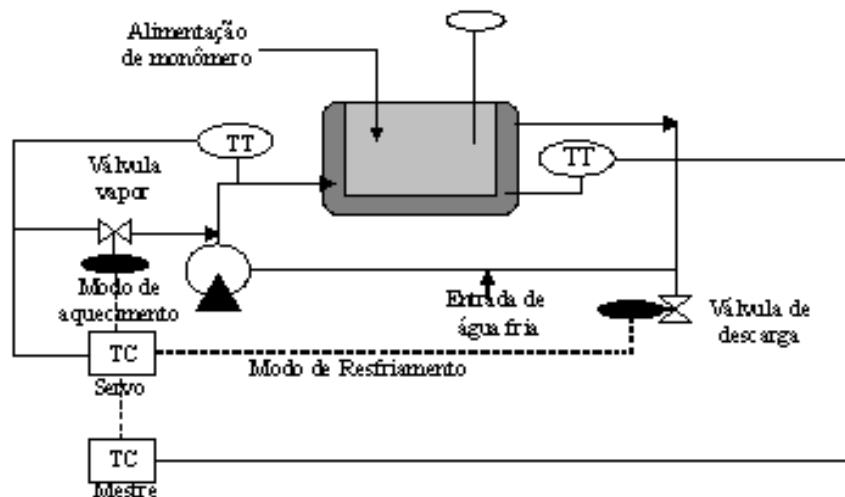 Alimentação
de monômero
TT
TT
Válvula
vapor
Modo de
aquecimento
Entrada de
água fria
Válvula de
descarga
TC
Servo
Modo de Resfriamento
TC
Mestre